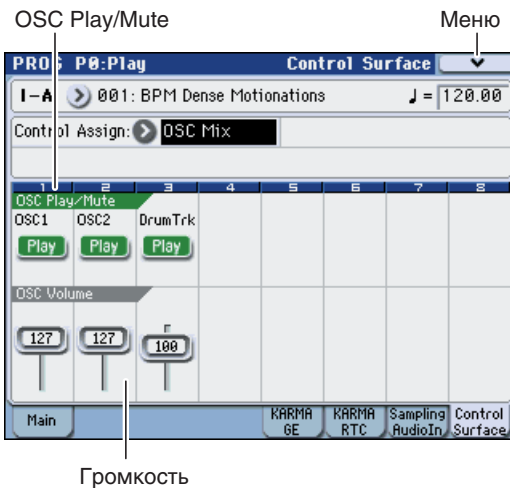 OSC Play/Mute
Меню
PROG P0:Play Control Surface
I-A 001: BPM Dense Motionations ♩= 120.00
Control Assign: OSC Mix
1 2 3 4 5 6 7 8
OSC Play/Mute
OSC1 OSC2 DrumTrk
Play Play Play
OSC Volume
127 127 100
Main KARMA GE KARMA RTC Sampling AudioIn Control Surface
Громкость